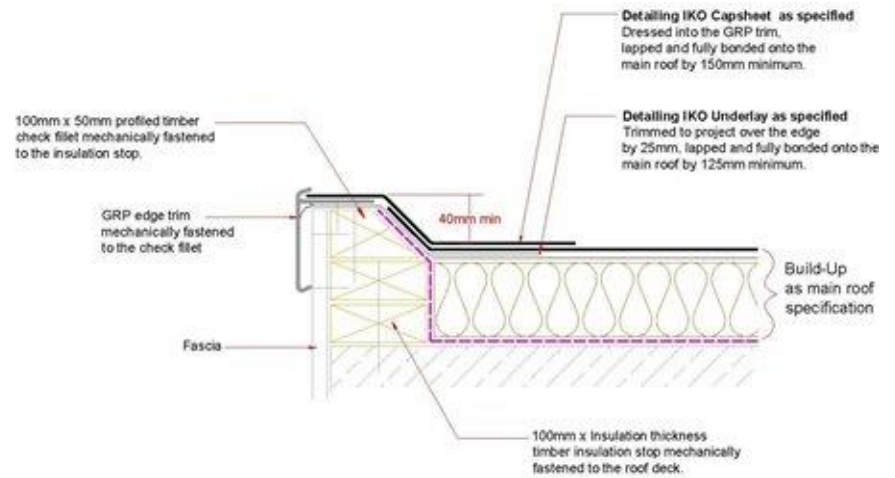 Detailing IKO Capsheet as specified
Dressed into the GRP trim,
lapped and fully bonded onto the
main roof by 150mm minimum.
100mm x 50mm profiled timber
check fillet mechanically fastened
to the insulation stop.
Detailing IKO Underlay as specified
Trimmed to project over the edge
by 25mm, lapped and fully bonded onto the
main roof by 125mm minimum.
GRP edge trim
mechanically fastened
to the check fillet
40mm min
Build-Up
as main roof
specification
Fascia
100mm x Insulation thickness
timber insulation stop mechanically
fastened to the roof deck.